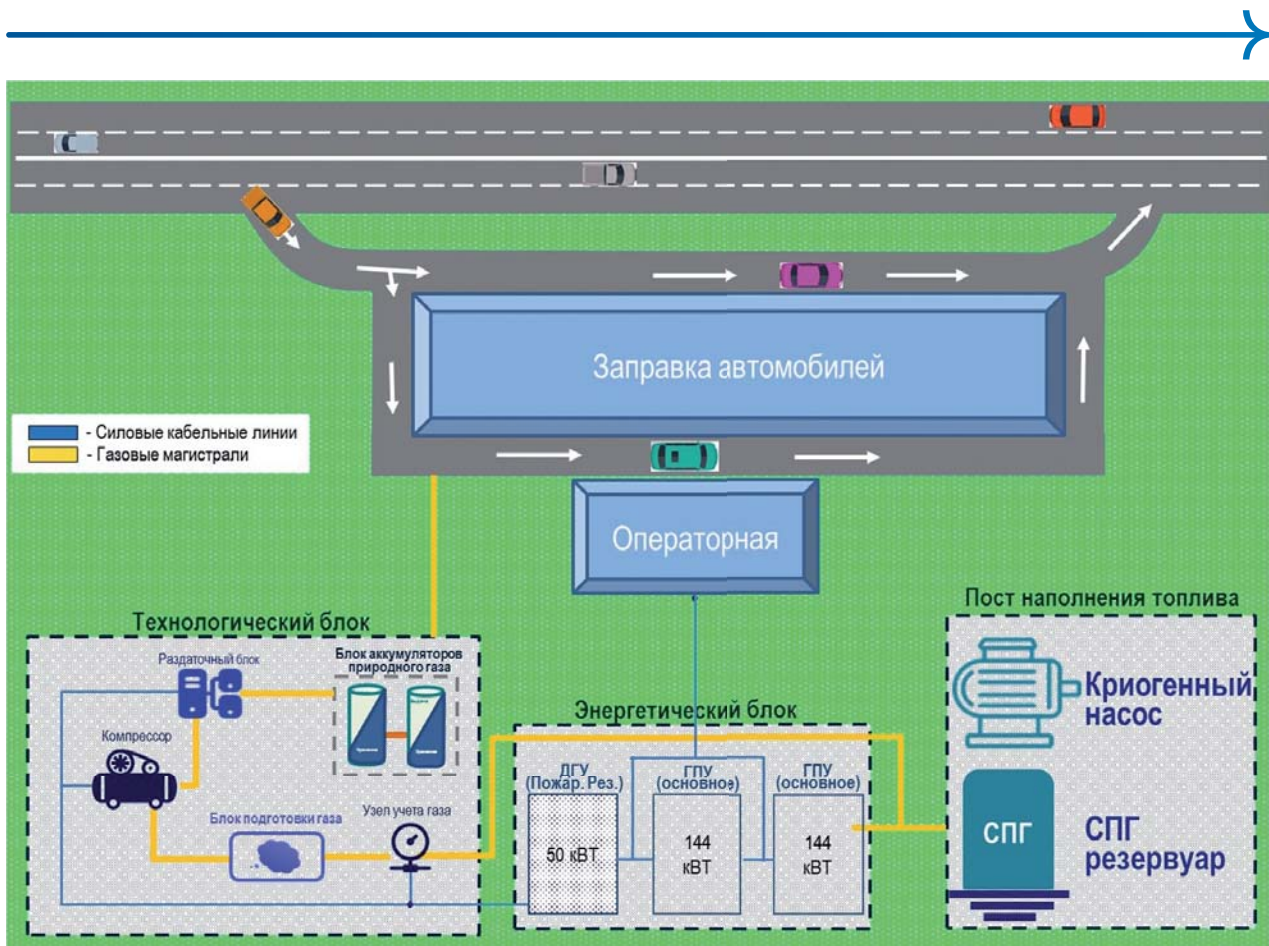 Заправка автомобилей
- Силовые кабельные линии
- Газовые магистрали
Операторная
Технологический блок
Раздаточный блок
Блок аккумуляторов
природного газа
Компрессор
Блок подготовки газа
Узел учета газа
Энергетический блок
ДГУ
(Пожар. Рез.)
50 кВТ
ГПУ
(основное)
144
кВТ
ГПУ
(основное)
144
кВТ
Пост наполнения топлива
Криогенный
насос
СПГ
СПГ
резервуар